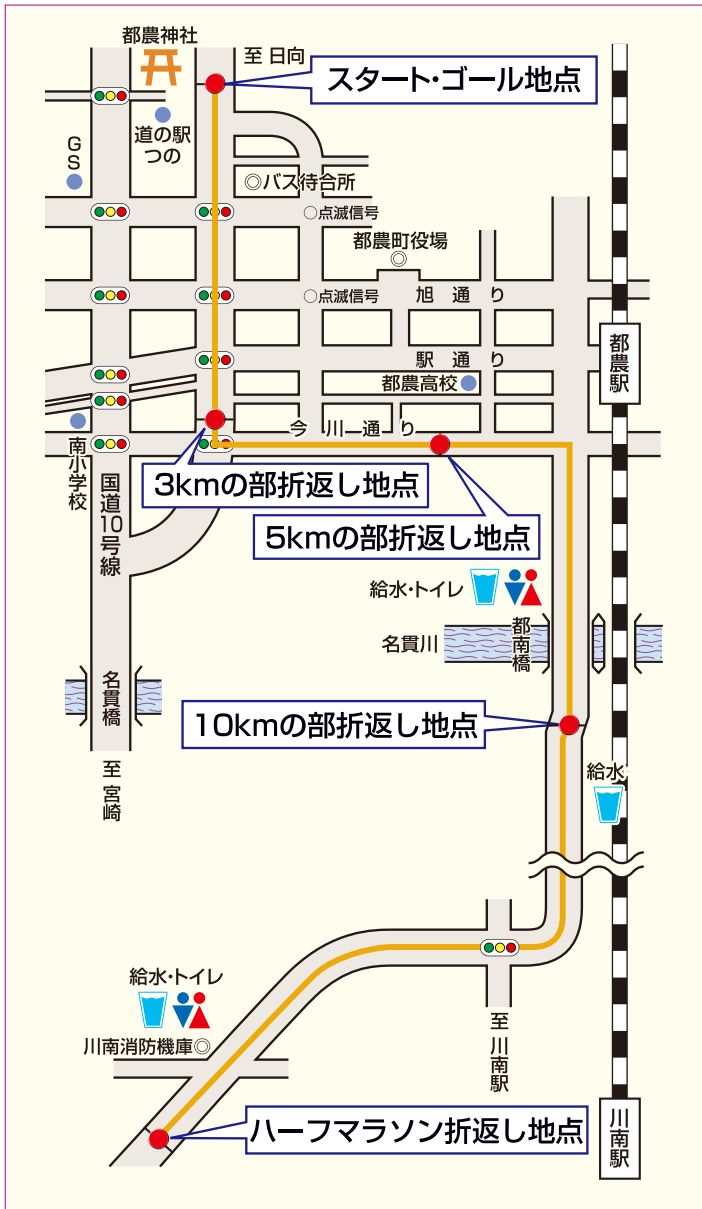 都農神社
至 日向
スタート・ゴール地点
道の駅
つの
GS
◎バス待合所
○点滅信号
都農町役場
◎
○点滅信号
旭通り
都農駅
駅通り
都農高校
今川通り
南小学校
国道10号線
3kmの部折返し地点
5kmの部折返し地点
給水・トイレ
都南橋
名貫川
名貫橋
10kmの部折返し地点
至 宮崎
給水
給水・トイレ
至 川南駅
川南消防機庫◎
川南駅
ハーフマラソン折返し地点